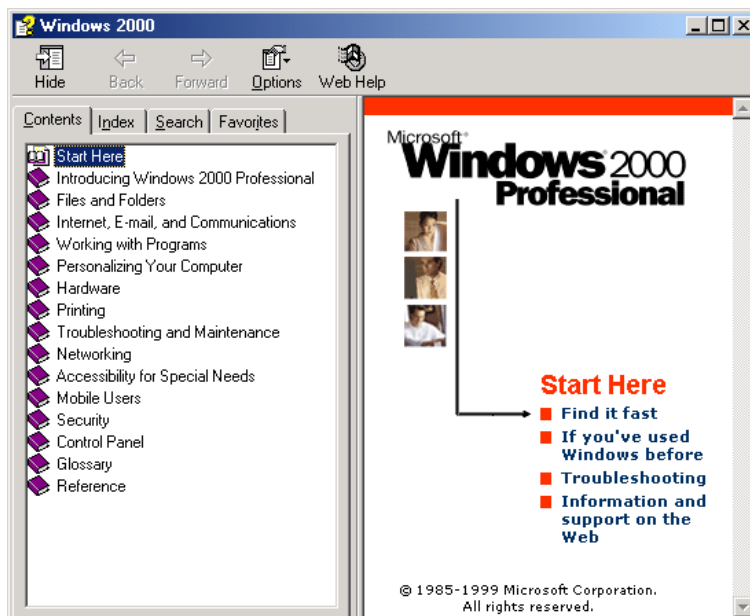 Windows 2000
Hide
Back
Forward
Options
Web Help
Contents
Index
Search
Favorites
Start Here
Introducing Windows 2000 Professional
Files and Folders
Internet, E-mail, and Communications
Working with Programs
Personalizing Your Computer
Hardware
Printing
Troubleshooting and Maintenance
Networking
Accessibility for Special Needs
Mobile Users
Security
Control Panel
Glossary
Reference
Microsoft®
Windows® 2000
Professional
Start Here
Find it fast
If you've used
Windows before
Troubleshooting
Information and
support on the
Web
© 1985-1999 Microsoft Corporation.
All rights reserved.